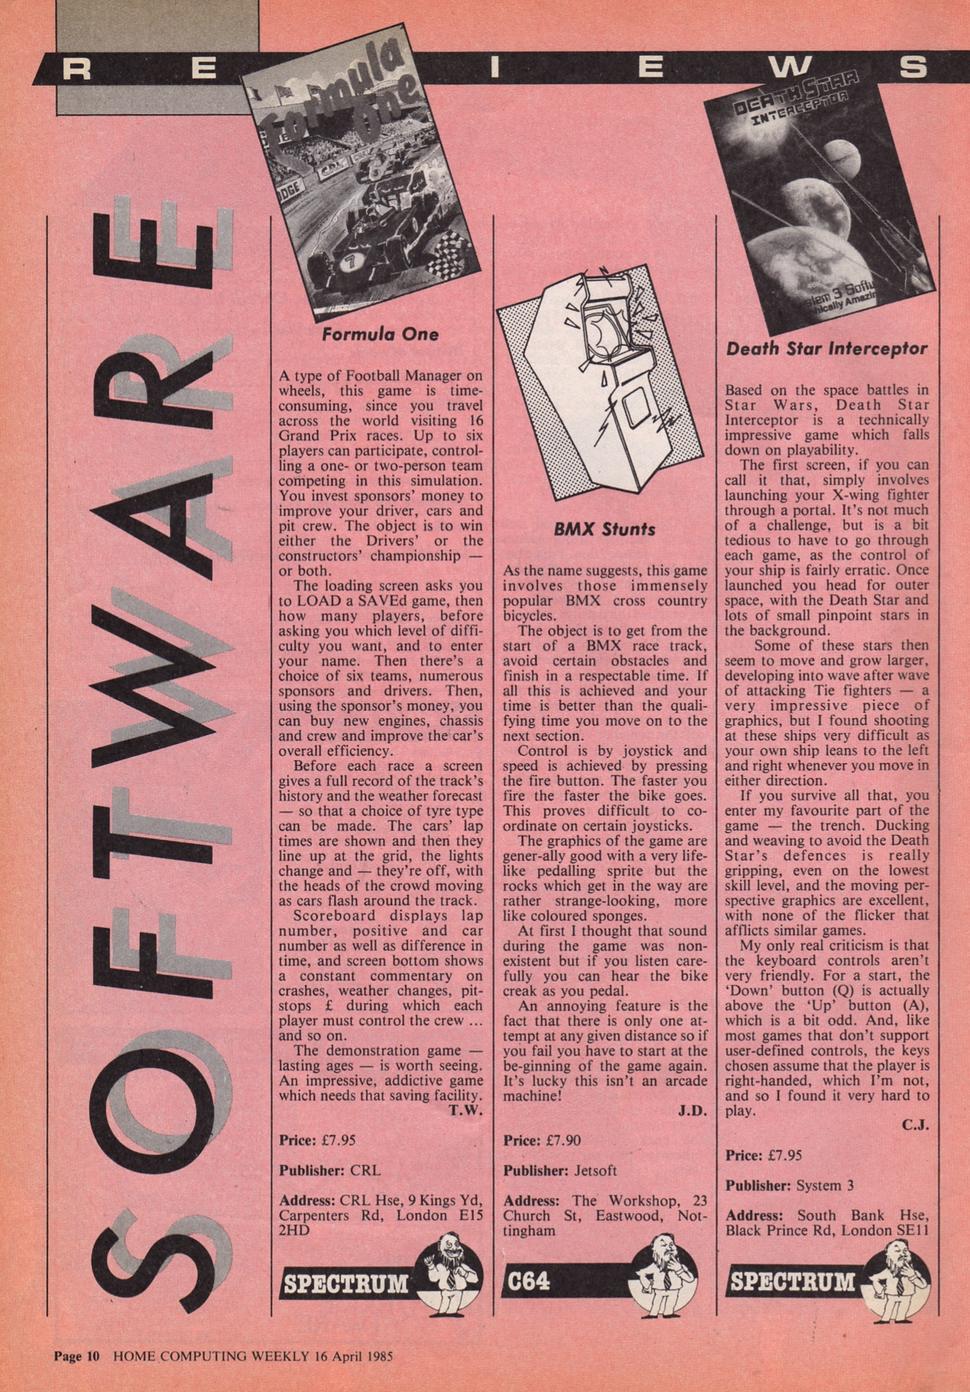 R E I E W S
SOFTWARE
Formula
One
DGE
7
Formula One
A type of Football Manager on
wheels, this game is time-
consuming, since you travel
across the world visiting 16
Grand Prix races. Up to six
players can participate, control-
ling a one- or two-person team
competing in this simulation.
You invest sponsors' money to
improve your driver, cars and
pit crew. The object is to win
either the Drivers' or the
constructors' championship —
or both.
The loading screen asks you
to LOAD a SAVEd game, then
how many players, before
asking you which level of diffi-
culty you want, and to enter
your name. Then there's a
choice of six teams, numerous
sponsors and drivers. Then,
using the sponsor's money, you
can buy new engines, chassis
and crew and improve the car's
overall efficiency.
Before each race a screen
gives a full record of the track's
history and the weather forecast
— so that a choice of tyre type
can be made. The cars' lap
times are shown and then they
line up at the grid, the lights
change and — they're off, with
the heads of the crowd moving
as cars flash around the track.
Scoreboard displays lap
number, positive and car
number as well as difference in
time, and screen bottom shows
a constant commentary on
crashes, weather changes, pit-
stops £ during which each
player must control the crew ...
and so on.
The demonstration game —
lasting ages — is worth seeing.
An impressive, addictive game
which needs that saving facility.
T.W.
Price: £7.95
Publisher: CRL
Address: CRL Hse, 9 Kings Yd,
Carpenters Rd, London E15
2HD
SPECTRUM
BMX Stunts
As the name suggests, this game
involves those immensely
popular BMX cross country
bicycles.
The object is to get from the
start of a BMX race track,
avoid certain obstacles and
finish in a respectable time. If
all this is achieved and your
time is better than the quali-
fying time you move on to the
next section.
Control is by joystick and
speed is achieved by pressing
the fire button. The faster you
fire the faster the bike goes.
This proves difficult to co-
ordinate on certain joysticks.
The graphics of the game are
gener-ally good with a very life-
like pedalling sprite but the
rocks which get in the way are
rather strange-looking, more
like coloured sponges.
At first I thought that sound
during the game was non-
existent but if you listen care-
fully you can hear the bike
creak as you pedal.
An annoying feature is the
fact that there is only one at-
tempt at any given distance so if
you fail you have to start at the
be-ginning of the game again.
It's lucky this isn't an arcade
machine!
J.D.
Price: £7.90
Publisher: Jetsoft
Address: The Workshop, 23
Church St, Eastwood, Not-
tingham
C64
DEATH STAR
INTERCEPTOR
Death Star Interceptor
Based on the space battles in
Star Wars, Death Star
Interceptor is a technically
impressive game which falls
down on playability.
The first screen, if you can
call it that, simply involves
launching your X-wing fighter
through a portal. It's not much
of a challenge, but is a bit
tedious to have to go through
each game, as the control of
your ship is fairly erratic. Once
launched you head for outer
space, with the Death Star and
lots of small pinpoint stars in
the background.
Some of these stars then
seem to move and grow larger,
developing into wave after wave
of attacking Tie fighters — a
very impressive piece of
graphics, but I found shooting
at these ships very difficult as
your own ship leans to the left
and right whenever you move in
either direction.
If you survive all that, you
enter my favourite part of the
game — the trench. Ducking
and weaving to avoid the Death
Star's defences is really
gripping, even on the lowest
skill level, and the moving per-
spective graphics are excellent,
with none of the flicker that
afflicts similar games.
My only real criticism is that
the keyboard controls aren't
very friendly. For a start, the
'Down' button (Q) is actually
above the 'Up' button (A),
which is a bit odd. And, like
most games that don't support
user-defined controls, the keys
chosen assume that the player is
right-handed, which I'm not,
and so I found it very hard to
play.
C.J.
Price: £7.95
Publisher: System 3
Address: South Bank Hse,
Black Prince Rd, London SE11
SPECTRUM
Page 10 HOME COMPUTING WEEKLY 16 April 1985